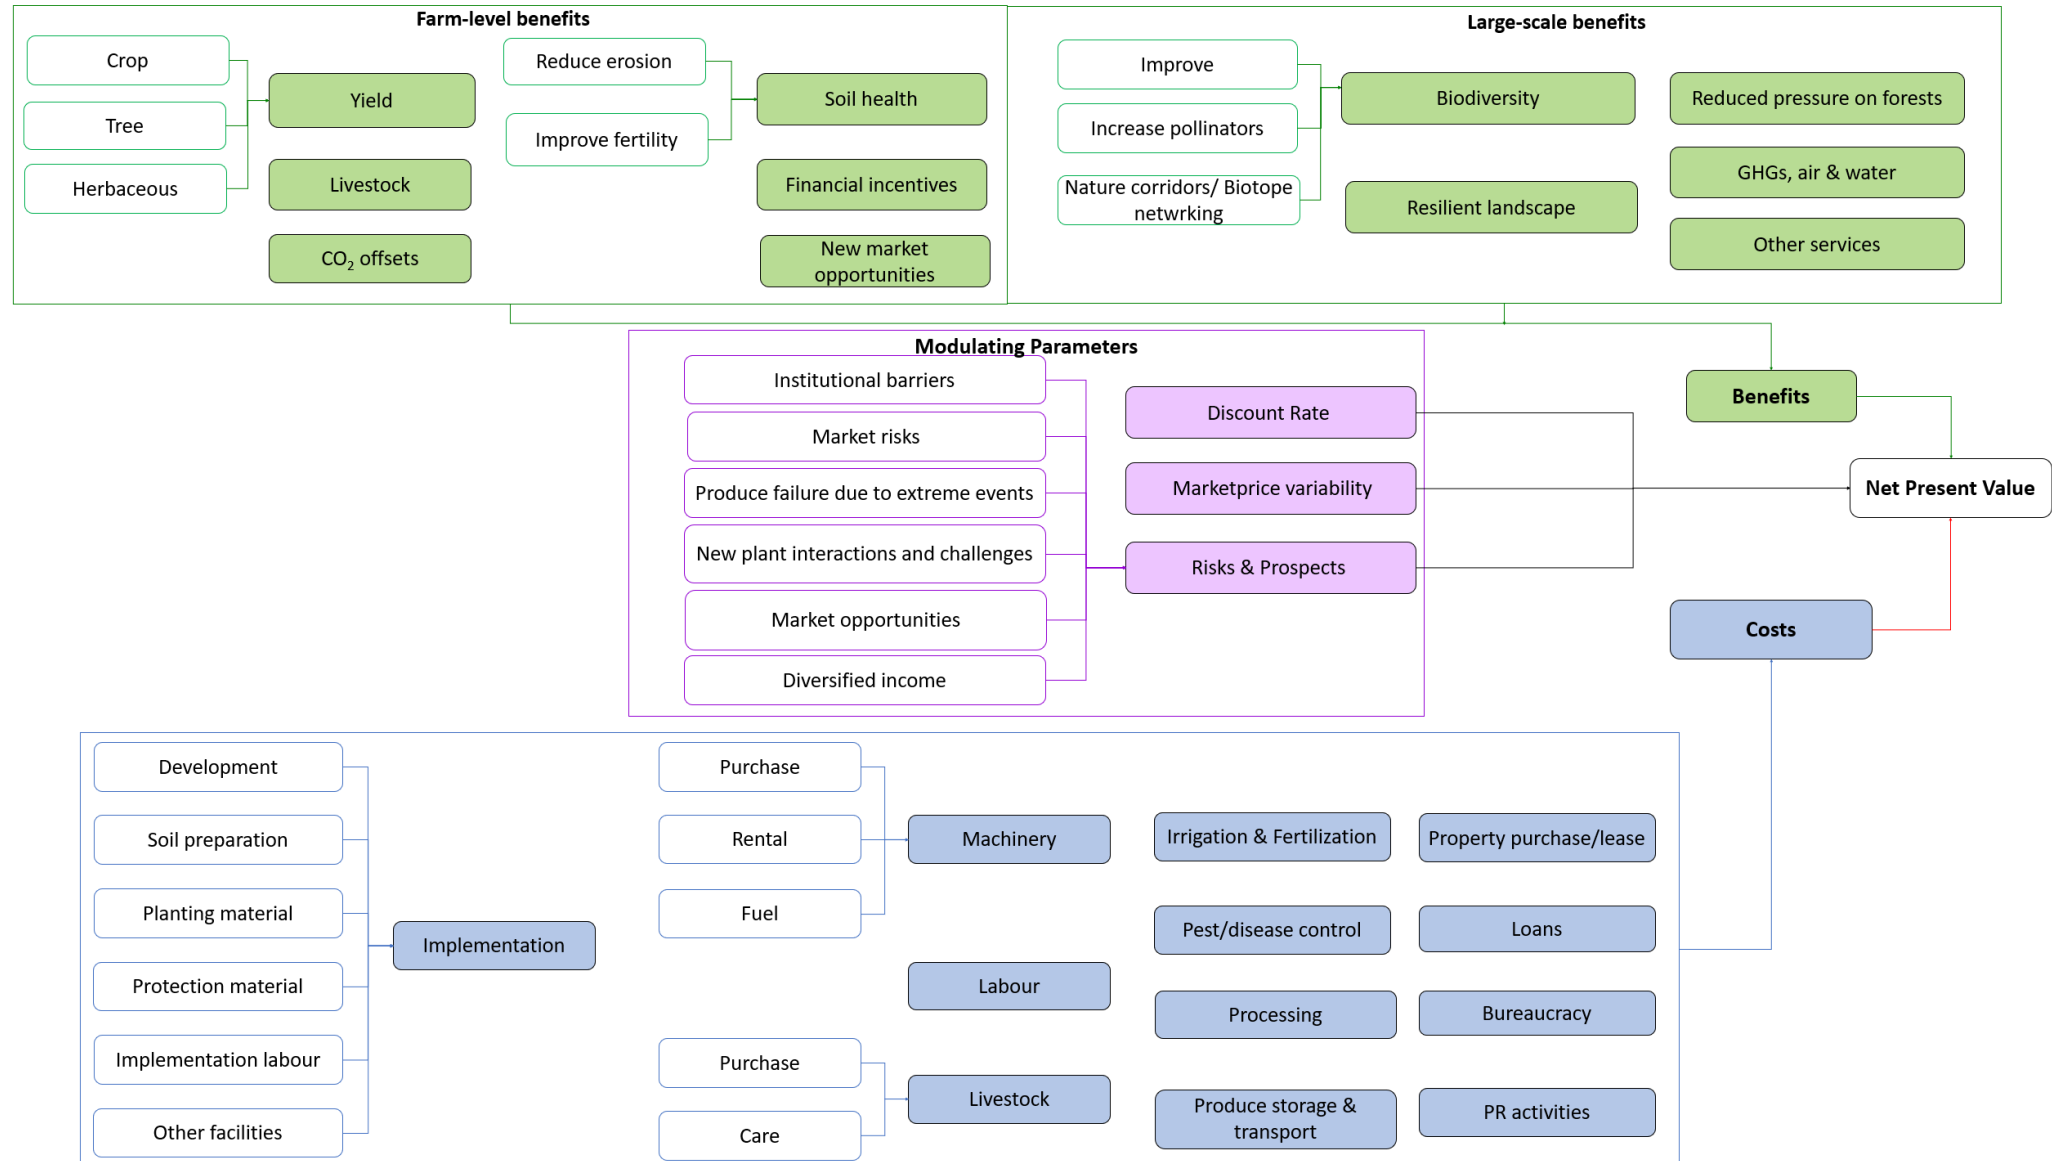 Farm-level benefits
Crop
Tree
Herbaceous
Yield
Livestock
CO₂ offsets
Reduce erosion
Improve fertility
Soil health
Financial incentives
New market
opportunities
Large-scale benefits
Improve
Increase pollinators
Nature corridors/ Biotope
netwrking
Biodiversity
Resilient landscape
Reduced pressure on forests
GHGs, air & water
Other services
Modulating Parameters
Institutional barriers
Market risks
Produce failure due to extreme events
New plant interactions and challenges
Market opportunities
Diversified income
Discount Rate
Marketprice variability
Risks & Prospects
Benefits
Net Present Value
Costs
Development
Soil preparation
Planting material
Protection material
Implementation labour
Other facilities
Implementation
Purchase
Rental
Fuel
Machinery
Labour
Purchase
Care
Livestock
Irrigation & Fertilization
Pest/disease control
Processing
Produce storage &
transport
Property purchase/lease
Loans
Bureaucracy
PR activities